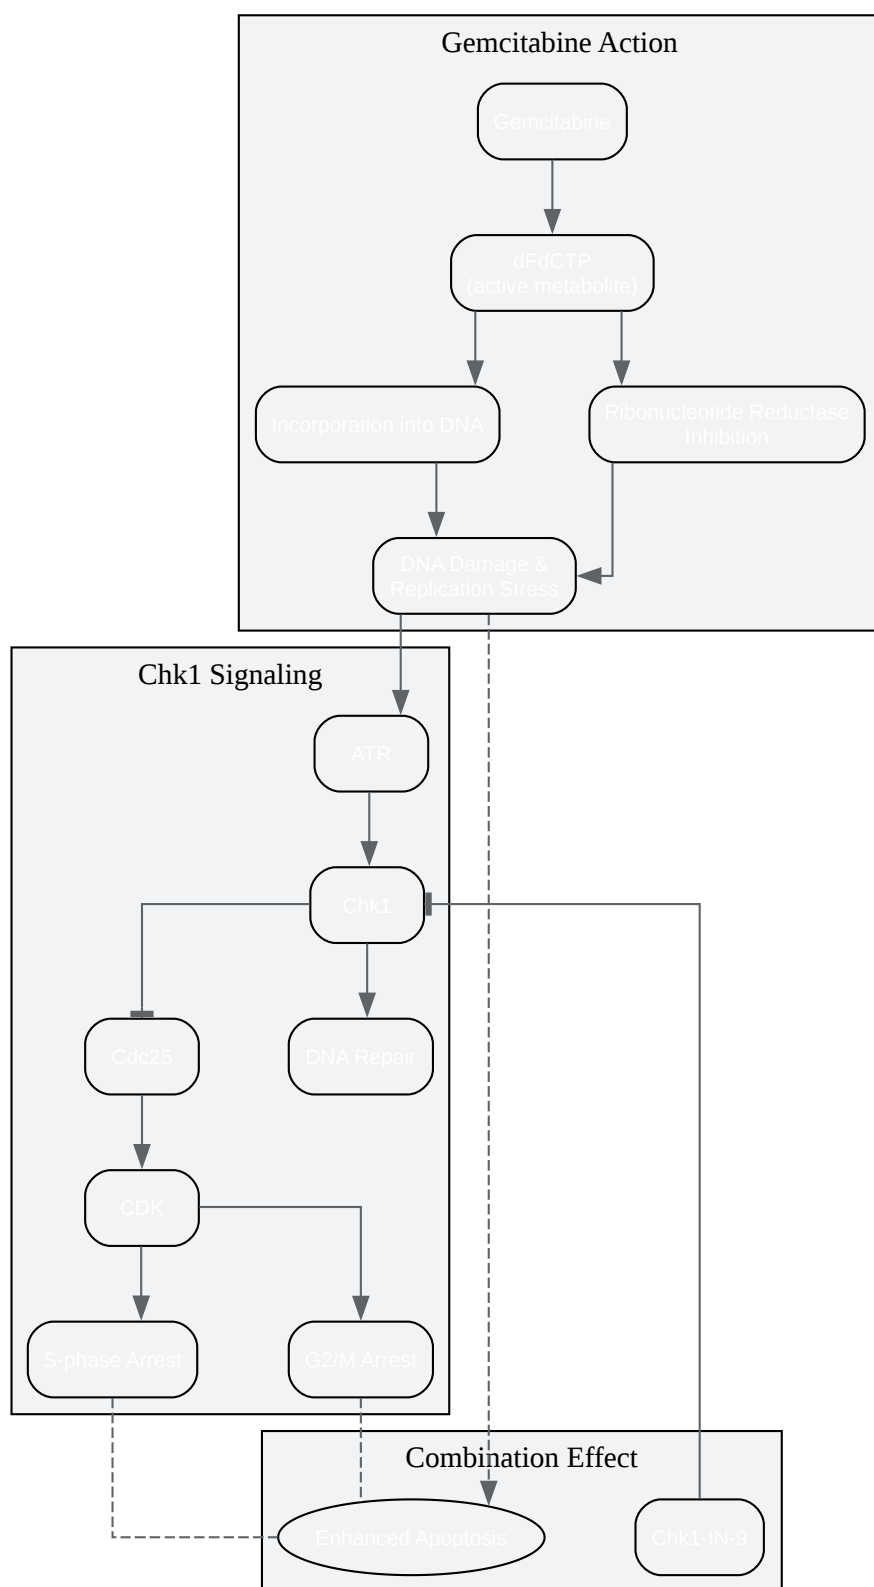 Gemcitabine Action
Gemcitabine
dFdCTP
(active metabolite)
Incorporation into DNA
Ribonucleotide Reductase
Inhibition
DNA Damage &
Replication Stress
Chk1 Signaling
ATR
Chk1
Cdc25
DNA Repair
CDK
S-phase Arrest
G2/M Arrest
Combination Effect
Enhanced Apoptosis
Chk1-IN-9